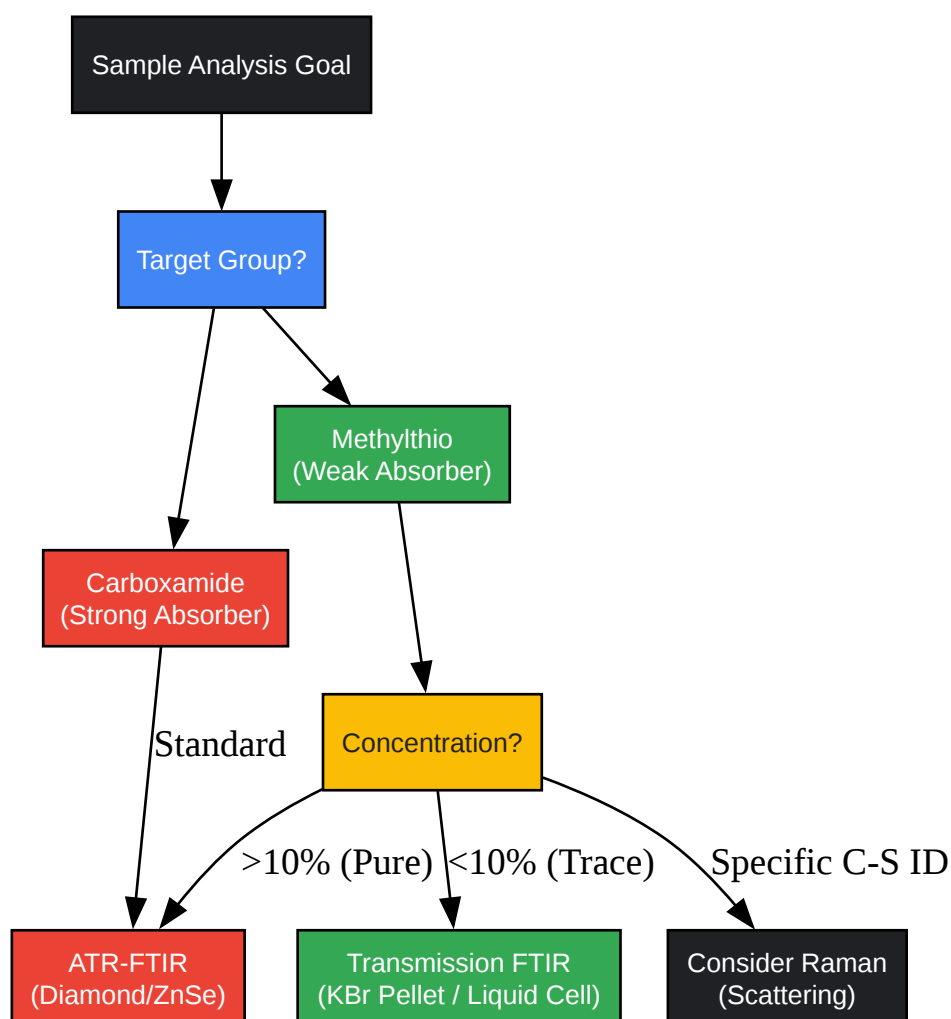 Sample Analysis Goal
Target Group?
Methylthio
(Weak Absorber)
Carboxamide
(Strong Absorber)
Standard
Concentration?
>10% (Pure)
<10% (Trace)
Specific C-S ID
ATR-FTIR
(Diamond/ZnSe)
Transmission FTIR
(KBr Pellet / Liquid Cell)
Consider Raman
(Scattering)